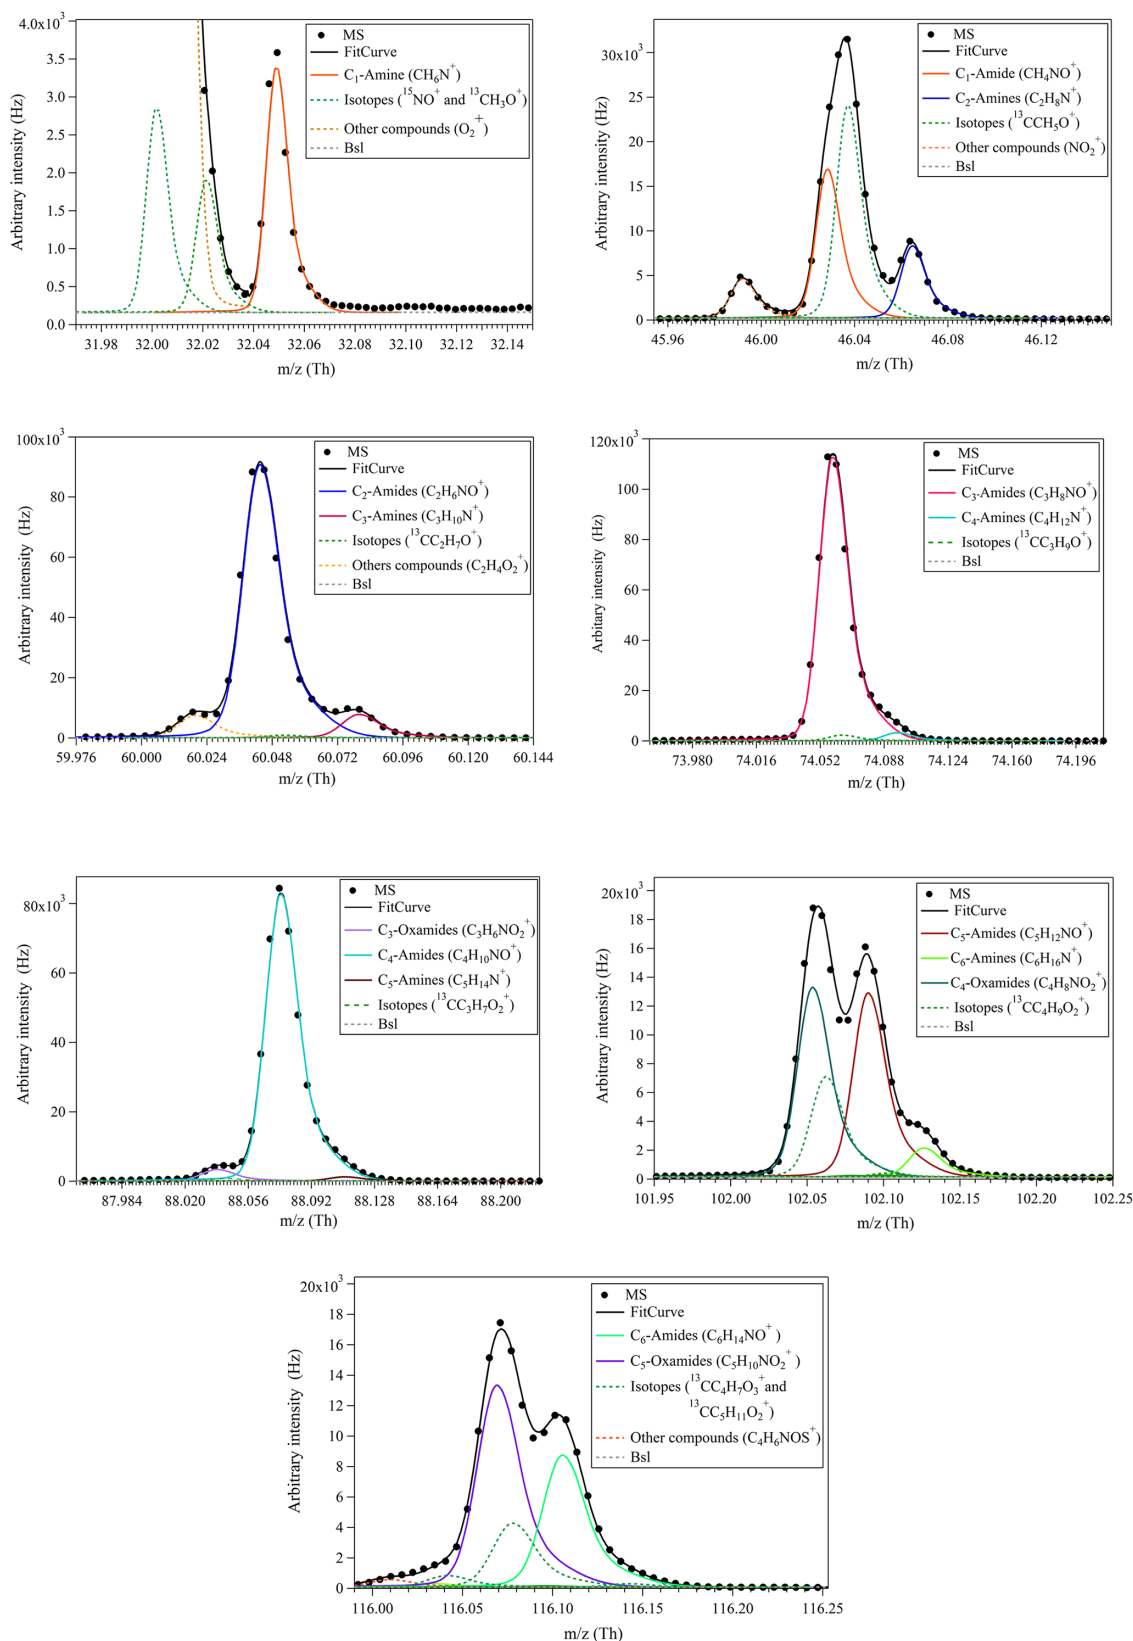 4.0x10³
3.5
3.0
2.5
2.0
1.5
1.0
0.5
0.0
Arbitrary intensity (Hz)
31.98 32.00 32.02 32.04 32.06 32.08 32.10 32.12 32.14
m/z (Th)
MS
FitCurve
C₁-Amine (CH₆N⁺)
Isotopes (¹⁵NO⁺ and ¹³CH₃O⁺)
Other compounds (O₂⁺)
Bsl
30x10³
25
20
15
10
5
0
Arbitrary intensity (Hz)
45.96 46.00 46.04 46.08 46.12
m/z (Th)
MS
FitCurve
C₁-Amide (CH₄NO⁺)
C₂-Amines (C₂H₈N⁺)
Isotopes (¹³CCH₅O⁺)
Other compounds (NO₂⁺)
Bsl
100x10³
80
60
40
20
0
Arbitrary intensity (Hz)
59.976 60.000 60.024 60.048 60.072 60.096 60.120 60.144
m/z (Th)
MS
FitCurve
C₂-Amides (C₂H₆NO⁺)
C₃-Amines (C₃H₁₀N⁺)
Isotopes (¹³CC₂H₇O⁺)
Others compounds (C₂H₄O₂⁺)
Bsl
120x10³
100
80
60
40
20
0
Arbitary intensity (Hz)
73.980 74.016 74.052 74.088 74.124 74.160 74.196
m/z (Th)
MS
FitCurve
C₃-Amides (C₃H₈NO⁺)
C₄-Amines (C₄H₁₂N⁺)
Isotopes (¹³CC₃H₉O⁺)
Bsl
80x10³
60
40
20
0
Arbitrary intensity (Hz)
87.984 88.020 88.056 88.092 88.128 88.164 88.200
m/z (Th)
MS
FitCurve
C₃-Oxamides (C₃H₆NO₂⁺)
C₄-Amides (C₄H₁₀NO⁺)
C₅-Amines (C₅H₁₄N⁺)
Isotopes (¹³CC₃H₇O₂⁺)
Bsl
20x10³
18
16
14
12
10
8
6
4
2
0
Arbitrary intensity (Hz)
101.95 102.00 102.05 102.10 102.15 102.20 102.25
m/z (Th)
MS
FitCurve
C₅-Amides (C₅H₁₂NO⁺)
C₆-Amines (C₆H₁₆N⁺)
C₄-Oxamides (C₄H₈NO₂⁺)
Isotopes (¹³CC₄H₉O₂⁺)
Bsl
20x10³
18
16
14
12
10
8
6
4
2
0
Arbitrary intensity (Hz)
116.00 116.05 116.10 116.15 116.20 116.25
m/z (Th)
MS
FitCurve
C₆-Amides (C₆H₁₄NO⁺)
C₅-Oxamides (C₅H₁₀NO₂⁺)
Isotopes (¹³CC₄H₇O₃⁺ and
¹³CC₅H₁₁O₂⁺)
Other compounds (C₄H₆NOS⁺)
Bsl